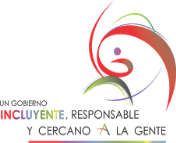 UN GOBIERNO
INCLUYENTE, RESPONSABLE
Y CERCANO A LA GENTE